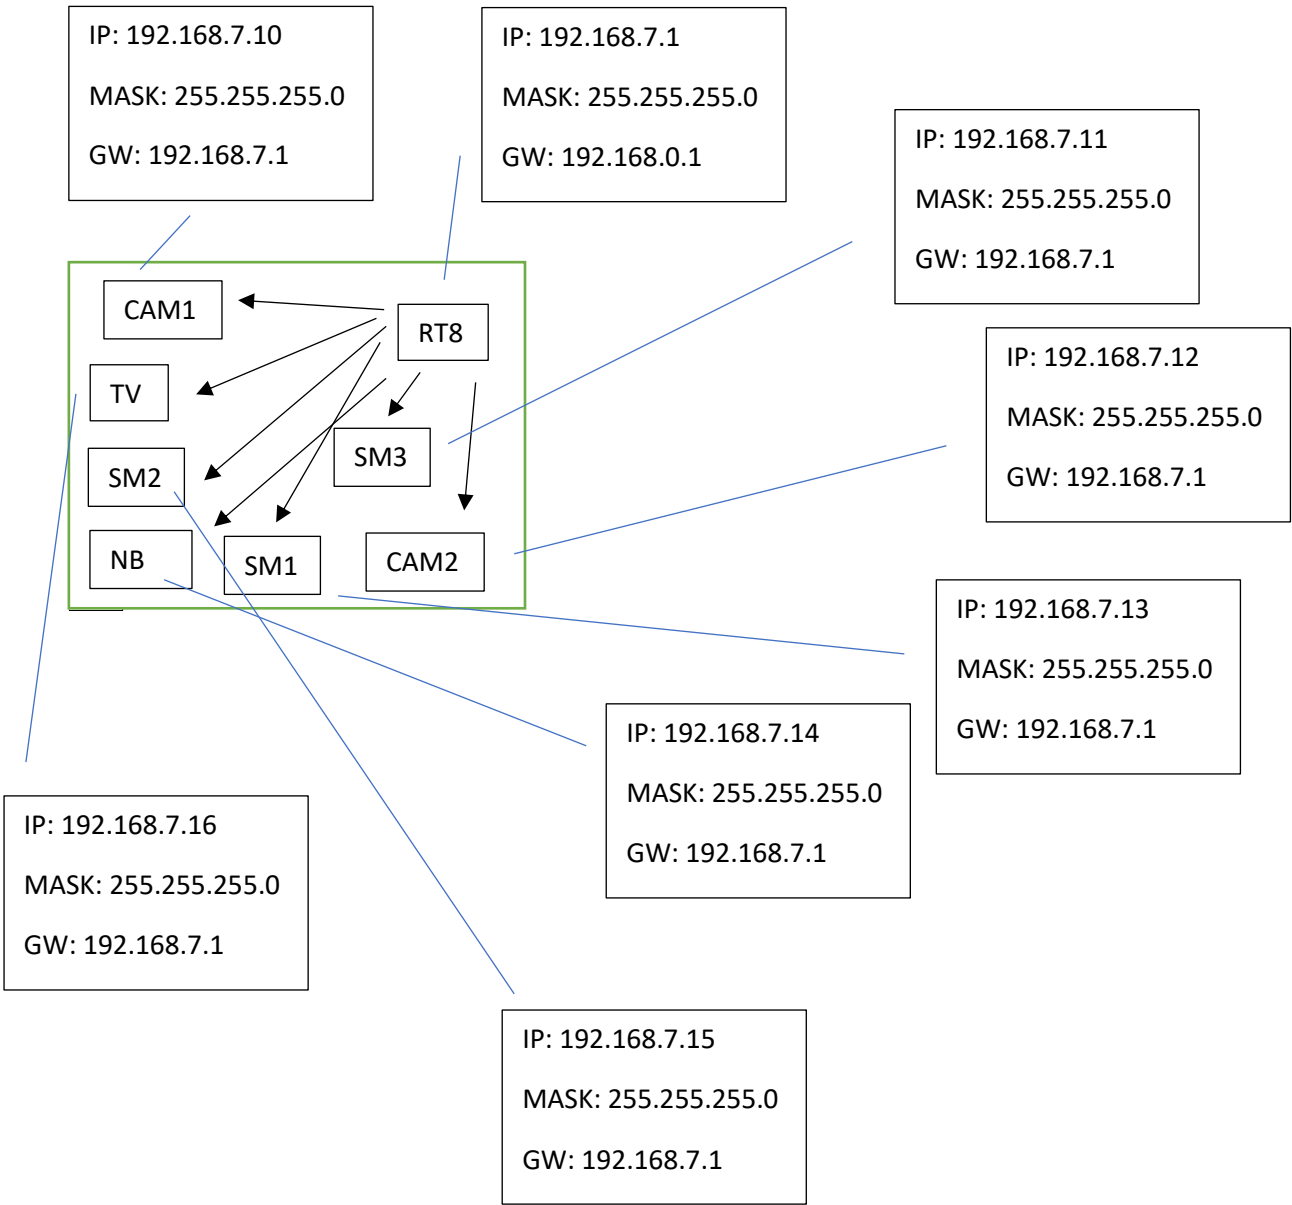 IP: 192.168.7.10
MASK: 255.255.255.0
GW: 192.168.7.1
IP: 192.168.7.1
MASK: 255.255.255.0
GW: 192.168.0.1
IP: 192.168.7.11
MASK: 255.255.255.0
GW: 192.168.7.1
CAM1
RT8
TV
SM3
SM2
NB
SM1
CAM2
IP: 192.168.7.12
MASK: 255.255.255.0
GW: 192.168.7.1
IP: 192.168.7.13
MASK: 255.255.255.0
GW: 192.168.7.1
IP: 192.168.7.14
MASK: 255.255.255.0
GW: 192.168.7.1
IP: 192.168.7.16
MASK: 255.255.255.0
GW: 192.168.7.1
IP: 192.168.7.15
MASK: 255.255.255.0
GW: 192.168.7.1